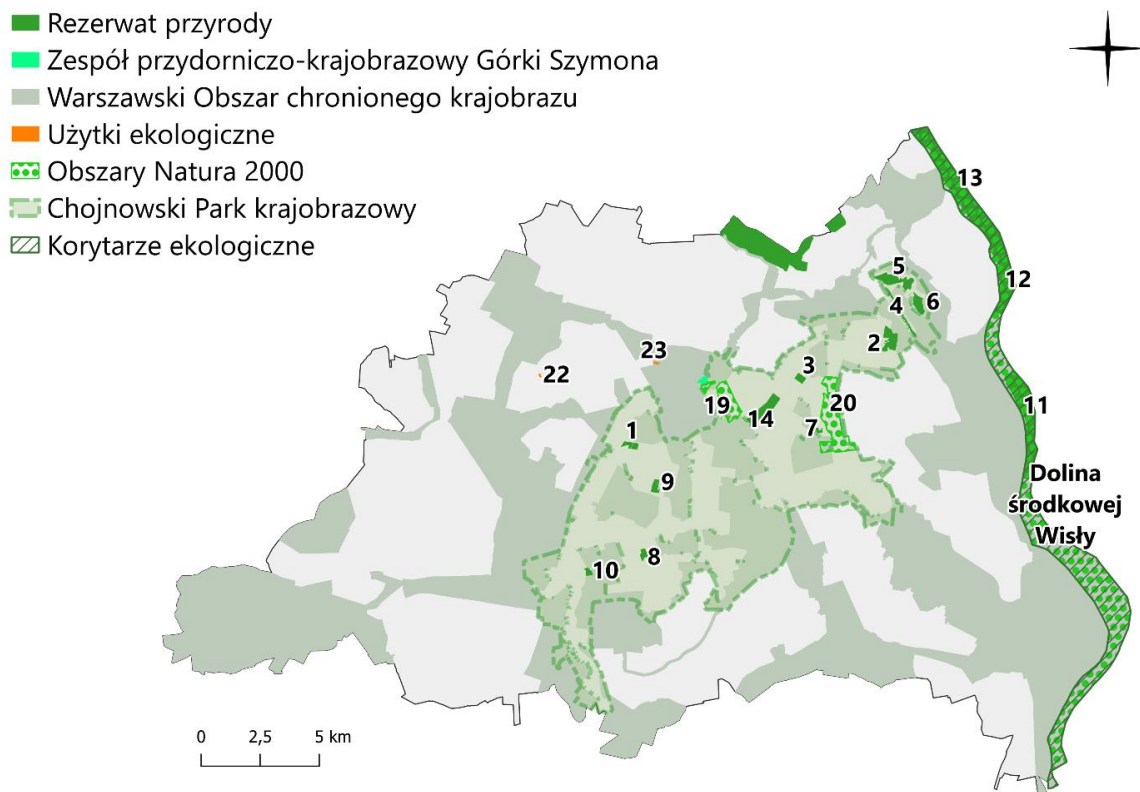 Rezerwat przyrody
Zespół przydorniczo-krajobrazowy Górki Szymona
Warszawski Obszar chronionego krajobrazu
Użytki ekologiczne
Obszary Natura 2000
Chojnowski Park krajobrazowy
Korytarze ekologiczne
13
5
12
4
6
2
23
3
22
11
19
14
20
7
1
9
Dolina
środkowej
Wisły
8
10
0 2,5 5 km